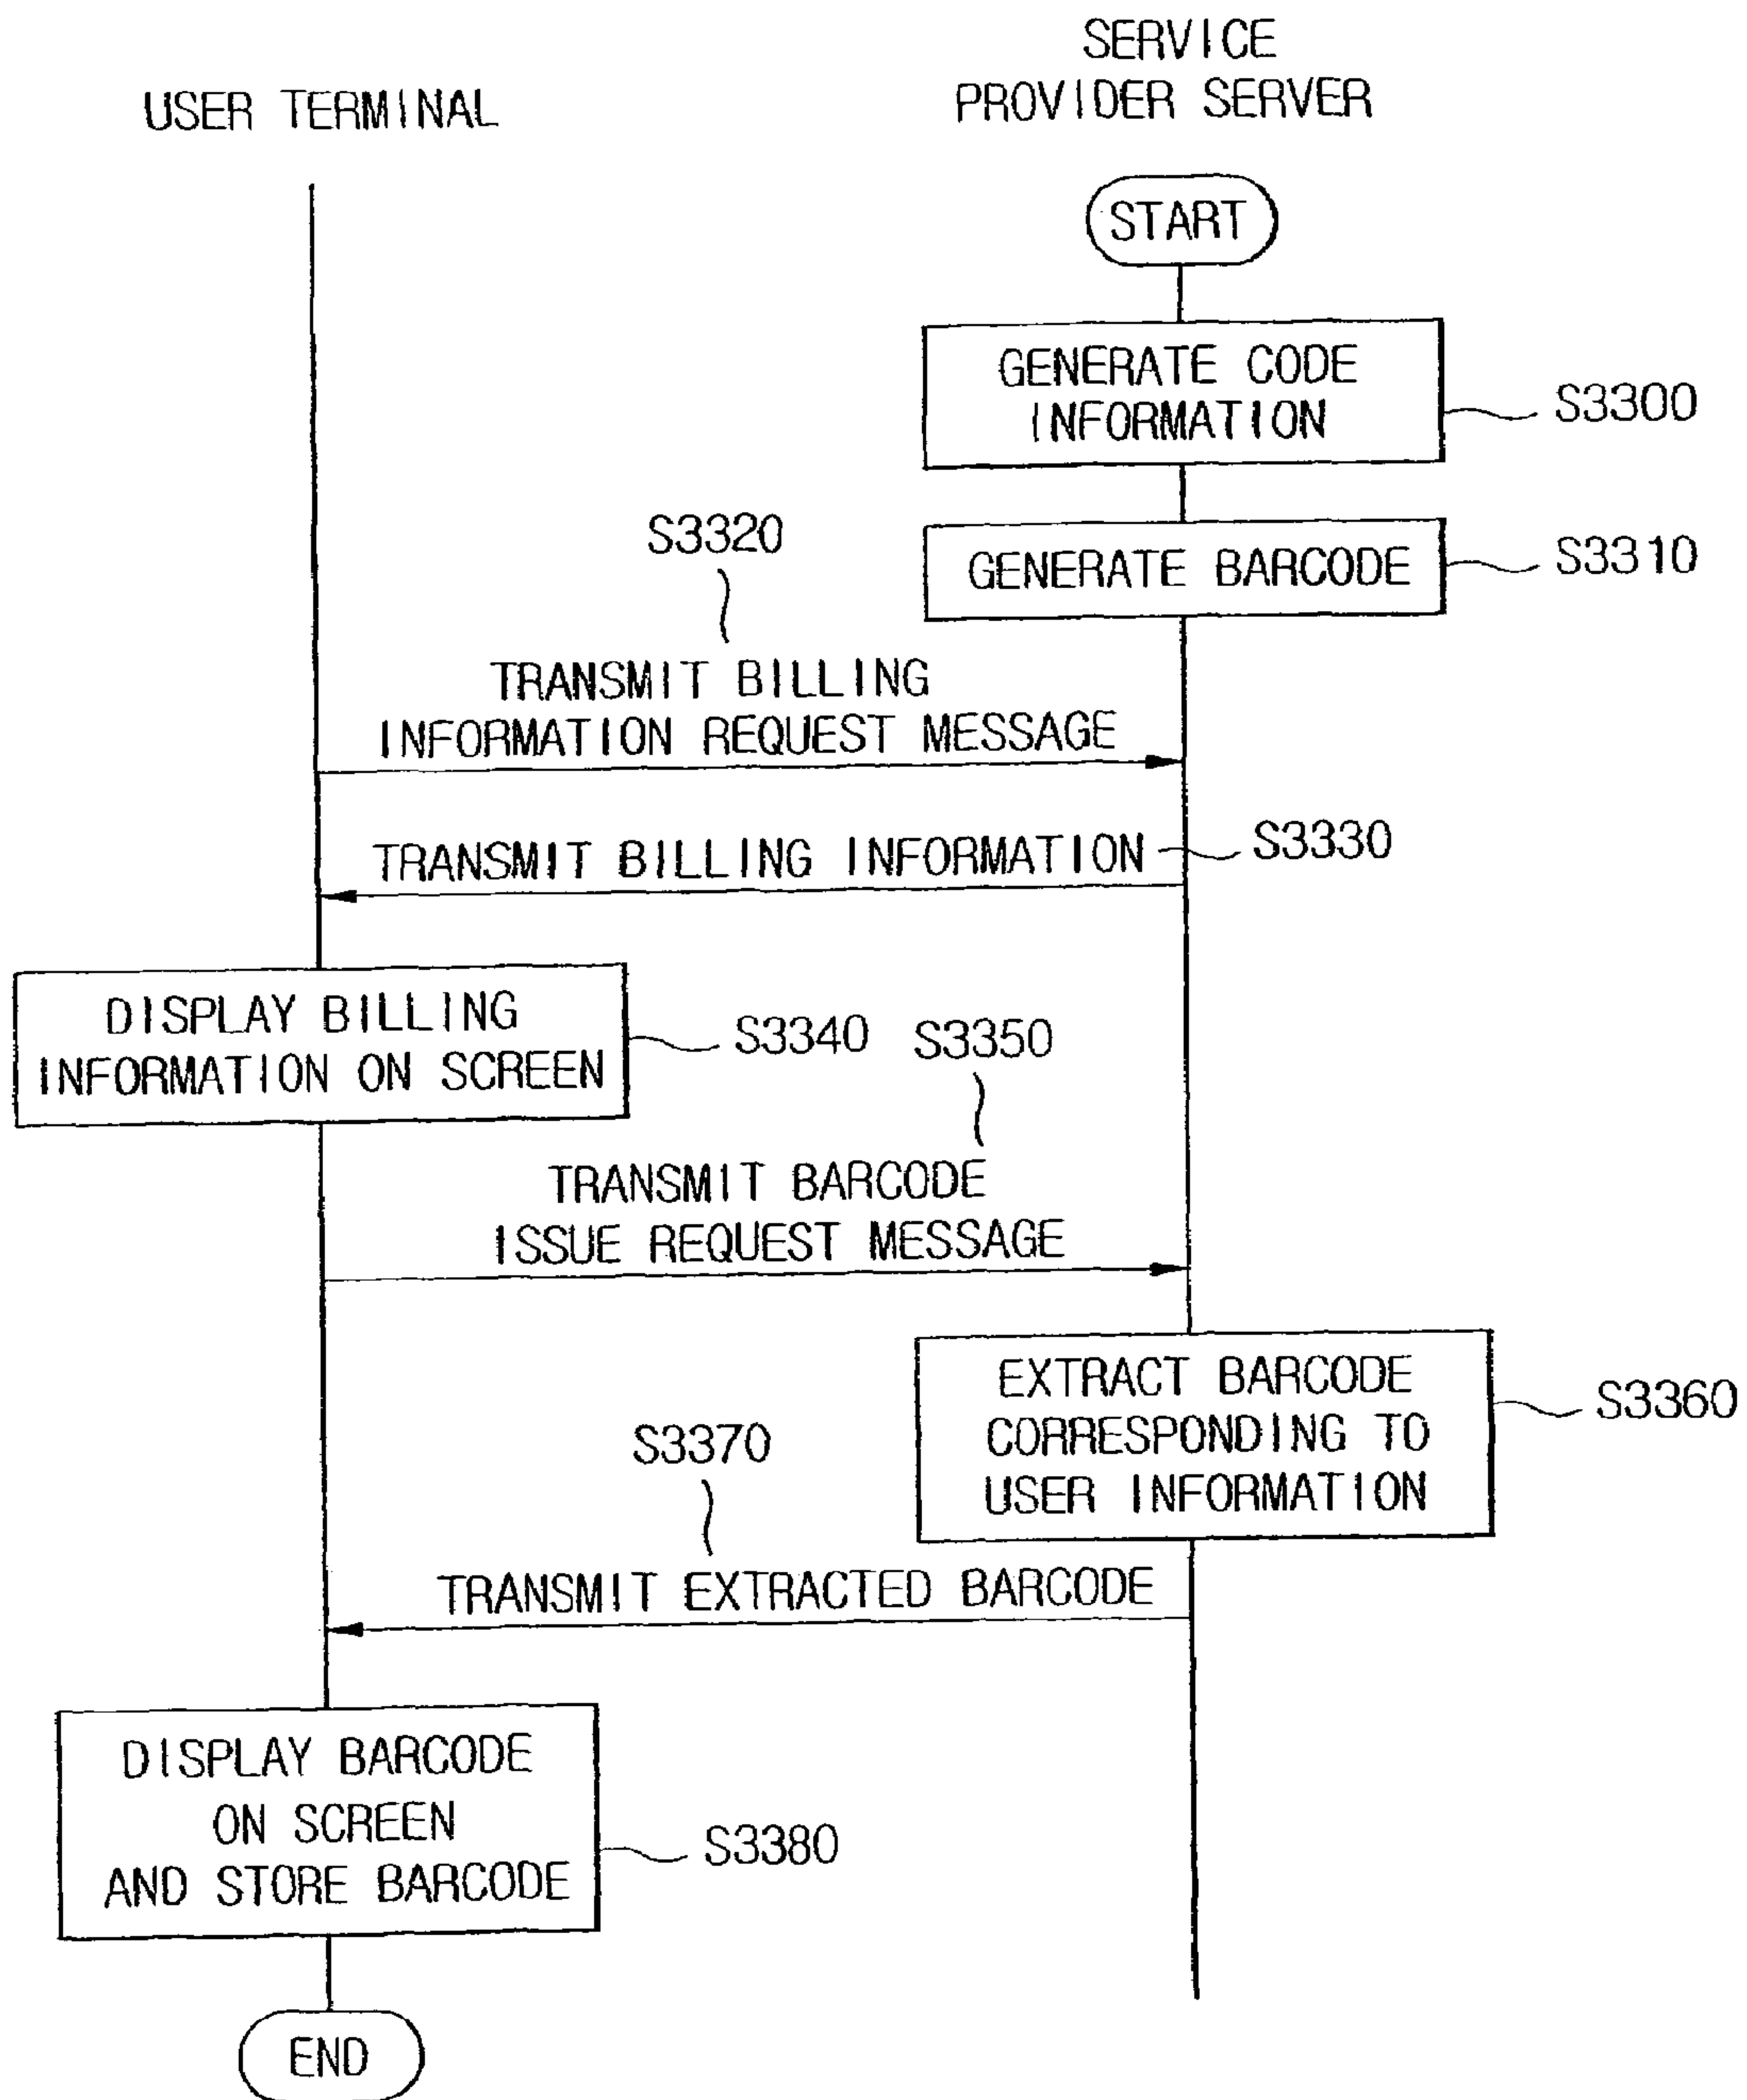 USER TERMINAL
SERVICE
PROVIDER SERVER
START
GENERATE CODE
INFORMATION
S3300
GENERATE BARCODE
S3310
S3320
TRANSMIT BILLING
INFORMATION REQUEST MESSAGE
TRANSMIT BILLING INFORMATION
S3330
DISPLAY BILLING
INFORMATION ON SCREEN
S3340
S3350
TRANSMIT BARCODE
ISSUE REQUEST MESSAGE
EXTRACT BARCODE
CORRESPONDING TO
USER INFORMATION
S3360
S3370
TRANSMIT EXTRACTED BARCODE
DISPLAY BARCODE
ON SCREEN
AND STORE BARCODE
S3380
END